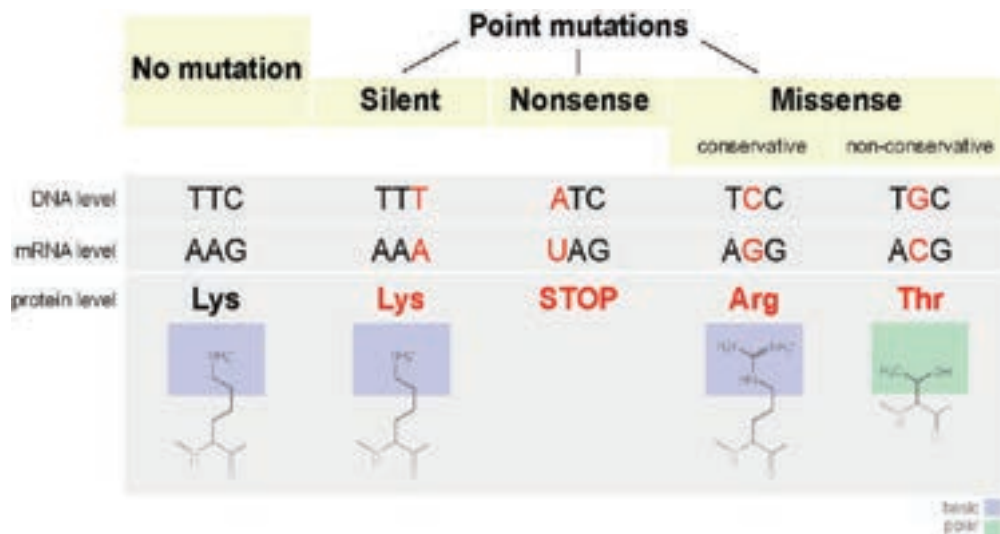 Point mutations
No mutation
Silent Nonsense Missense
conservative non-conservative
DNA level TTC TTT ATC TCC TGC
mRNA level AAG AAA UAG AGG ACG
protein level Lys Lys STOP Arg Thr
basic
polar